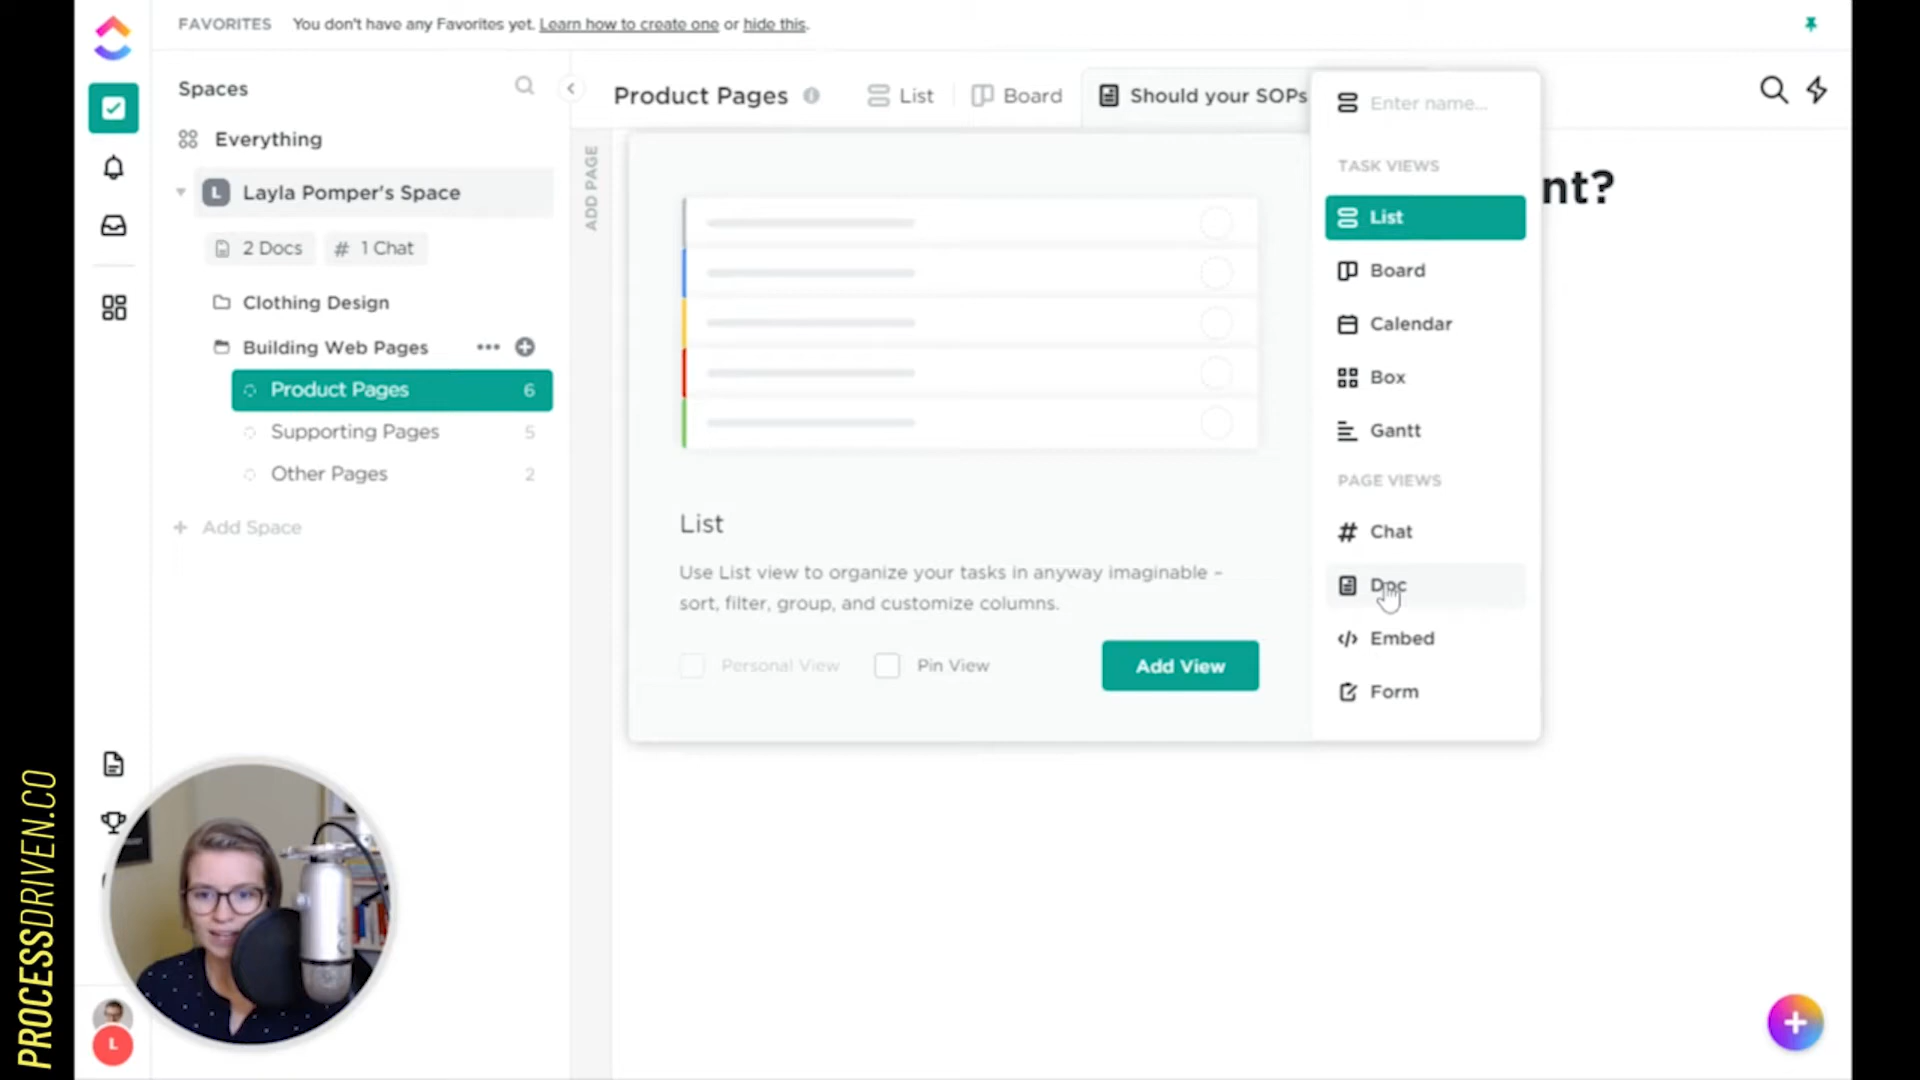 FAVORITES You don't have any Favorites yet. Learn how to create one or hide this.
Spaces
Everything
L Layla Pomper's Space
2 Docs # 1 Chat
Clothing Design
Building Web Pages
Product Pages 6
Supporting Pages 5
Other Pages 2
+ Add Space
Product Pages List Board Should your SOPs
ADD PAGE
nt?
List
Use List view to organize your tasks in anyway imaginable –
sort, filter, group, and customize columns.
Personal View Pin View Add View
Enter name...
TASK VIEWS
List
Board
Calendar
Box
Gantt
PAGE VIEWS
# Chat
Doc
</> Embed
Form
L
PROCESSDRIVEN.CO